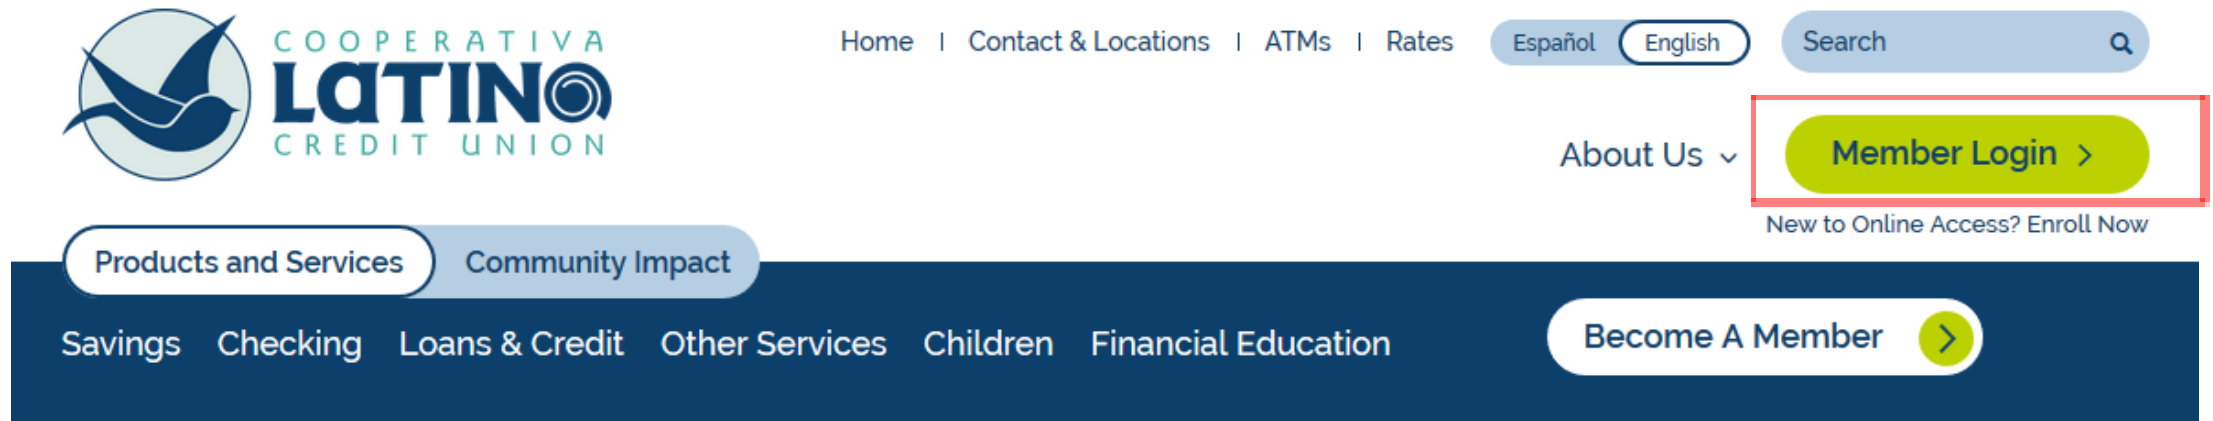 COOPERATIVA
LATINO
CREDIT UNION
Home | Contact & Locations | ATMs | Rates
Español English
Search
About Us
Member Login
New to Online Access? Enroll Now
Products and Services Community Impact
Savings Checking Loans & Credit Other Services Children Financial Education
Become A Member